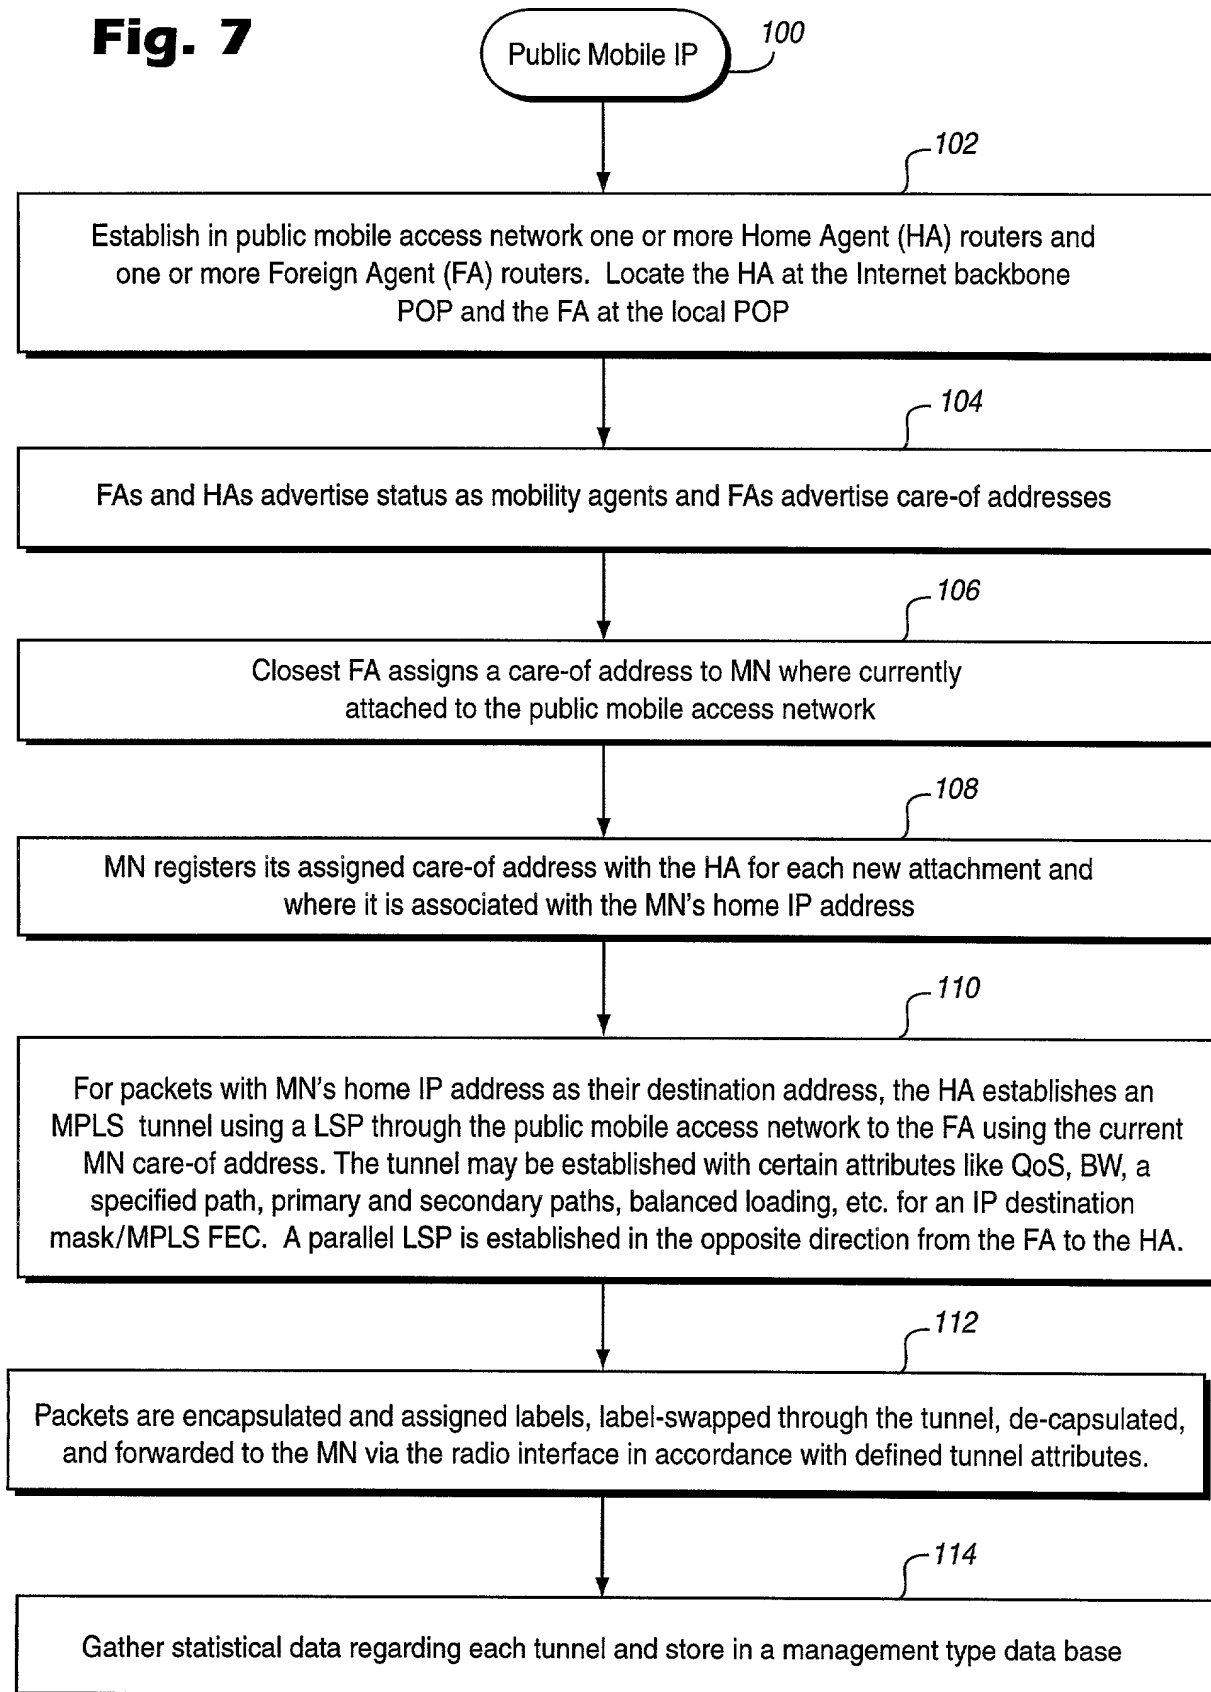 Fig. 7
Public Mobile IP
100
102
Establish in public mobile access network one or more Home Agent (HA) routers and
one or more Foreign Agent (FA) routers. Locate the HA at the Internet backbone
POP and the FA at the local POP
104
FAs and HAs advertise status as mobility agents and FAs advertise care-of addresses
106
Closest FA assigns a care-of address to MN where currently
attached to the public mobile access network
108
MN registers its assigned care-of address with the HA for each new attachment and
where it is associated with the MN's home IP address
110
For packets with MN's home IP address as their destination address, the HA establishes an
MPLS tunnel using a LSP through the public mobile access network to the FA using the current
MN care-of address. The tunnel may be established with certain attributes like QoS, BW, a
specified path, primary and secondary paths, balanced loading, etc. for an IP destination
mask/MPLS FEC. A parallel LSP is established in the opposite direction from the FA to the HA.
112
Packets are encapsulated and assigned labels, label-swapped through the tunnel, de-capsulated,
and forwarded to the MN via the radio interface in accordance with defined tunnel attributes.
114
Gather statistical data regarding each tunnel and store in a management type data base